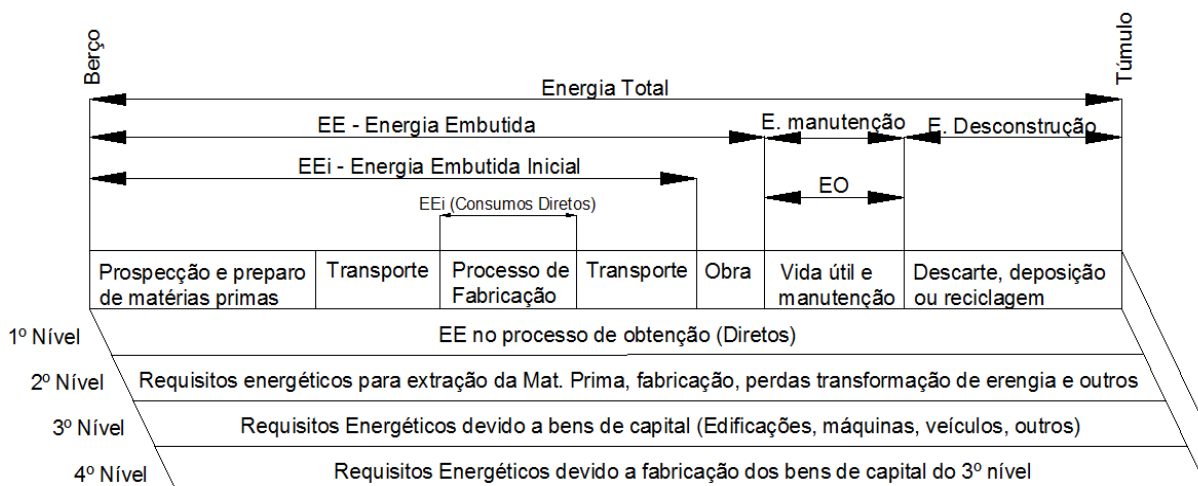 Berço
Túmulo
Energia Total
EE - Energia Embutida
E. manutenção
E. Desconstrução
EEi - Energia Embutida Inicial
EO
EEi (Consumos Diretos)
Prospecção e preparo
de matérias primas
Transporte
Processo de
Fabricação
Transporte
Obra
Vida útil e
manutenção
Descarte, deposição
ou reciclagem
1º Nível
EE no processo de obtenção (Diretos)
2º Nível
Requisitos energéticos para extração da Mat. Prima, fabricação, perdas transformação de erengia e outros
3º Nível
Requisitos Energéticos devido a bens de capital (Edificações, máquinas, veículos, outros)
4º Nível
Requisitos Energéticos devido a fabricação dos bens de capital do 3º nível